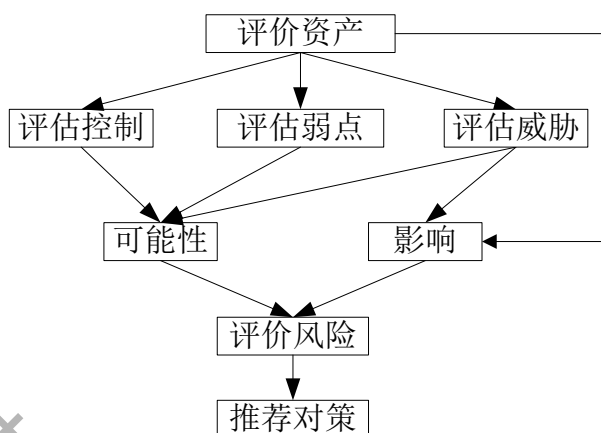 评价资产
评估控制
评估弱点
评估威胁
可能性
影响
评价风险
推荐对策